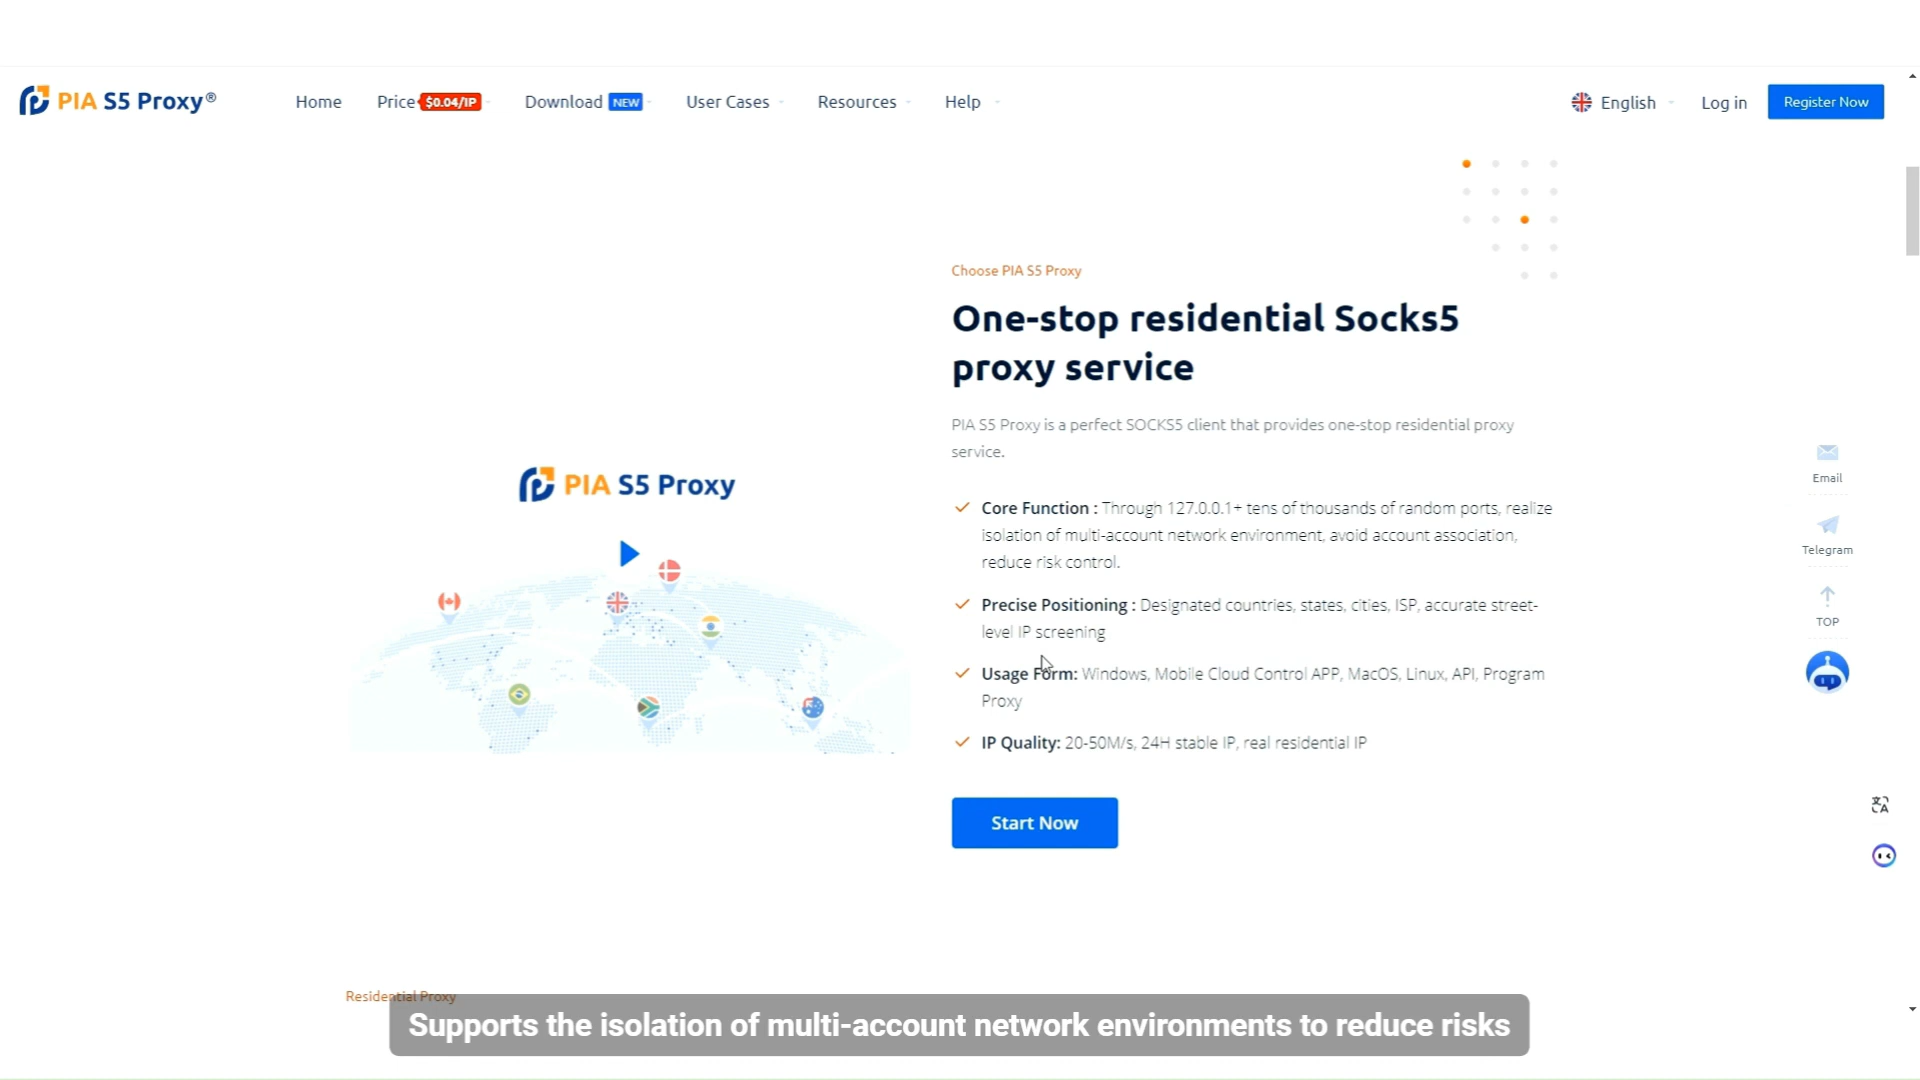 PIA S5 Proxy®
Home
Price $0.04/IP
Download NEW
User Cases
Resources
Help
English
Log in
Register Now
Choose PIA S5 Proxy
One-stop residential Socks5
proxy service
PIA S5 Proxy is a perfect SOCKS5 client that provides one-stop residential proxy
service.
PIA S5 Proxy
Core Function : Through 127.0.0.1+ tens of thousands of random ports, realize
isolation of multi-account network environment, avoid account association,
reduce risk control.
Precise Positioning : Designated countries, states, cities, ISP, accurate street-
level IP screening
Usage Form: Windows, Mobile Cloud Control APP, MacOS, Linux, API, Program
Proxy
IP Quality: 20-50M/s, 24H stable IP, real residential IP
Start Now
Email
Telegram
TOP
Residential Proxy
Supports the isolation of multi-account network environments to reduce risks